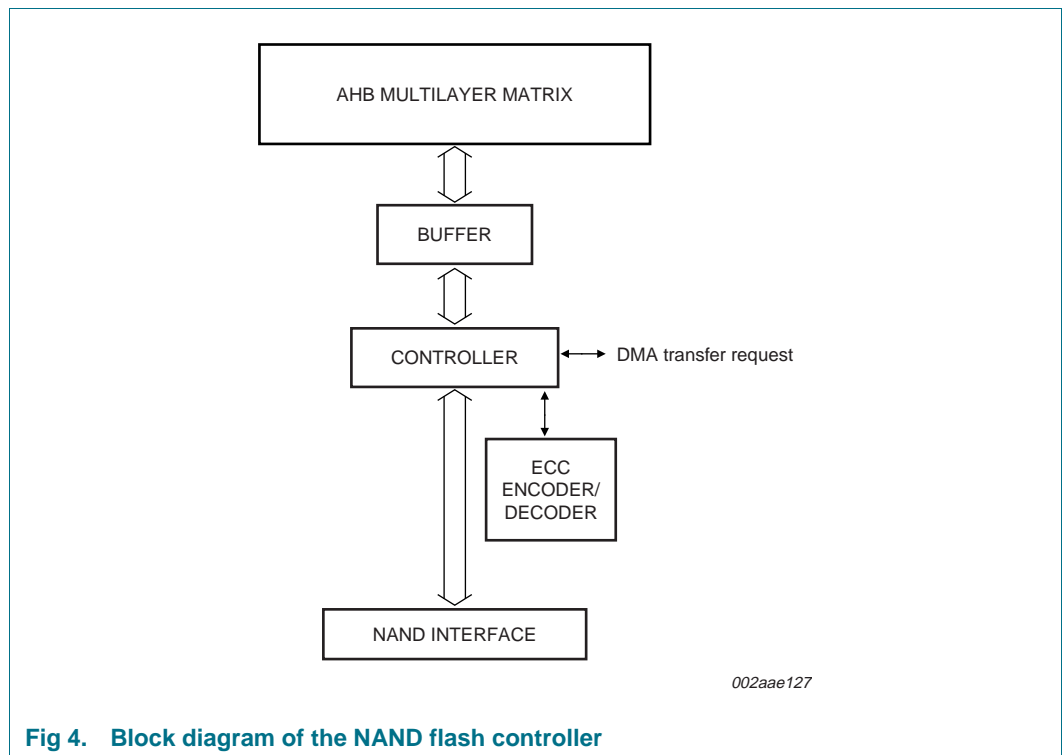 AHB MULTILAYER MATRIX
BUFFER
CONTROLLER
DMA transfer request
ECC
ENCODER/
DECODER
NAND INTERFACE
002aae127
Fig 4. Block diagram of the NAND flash controller